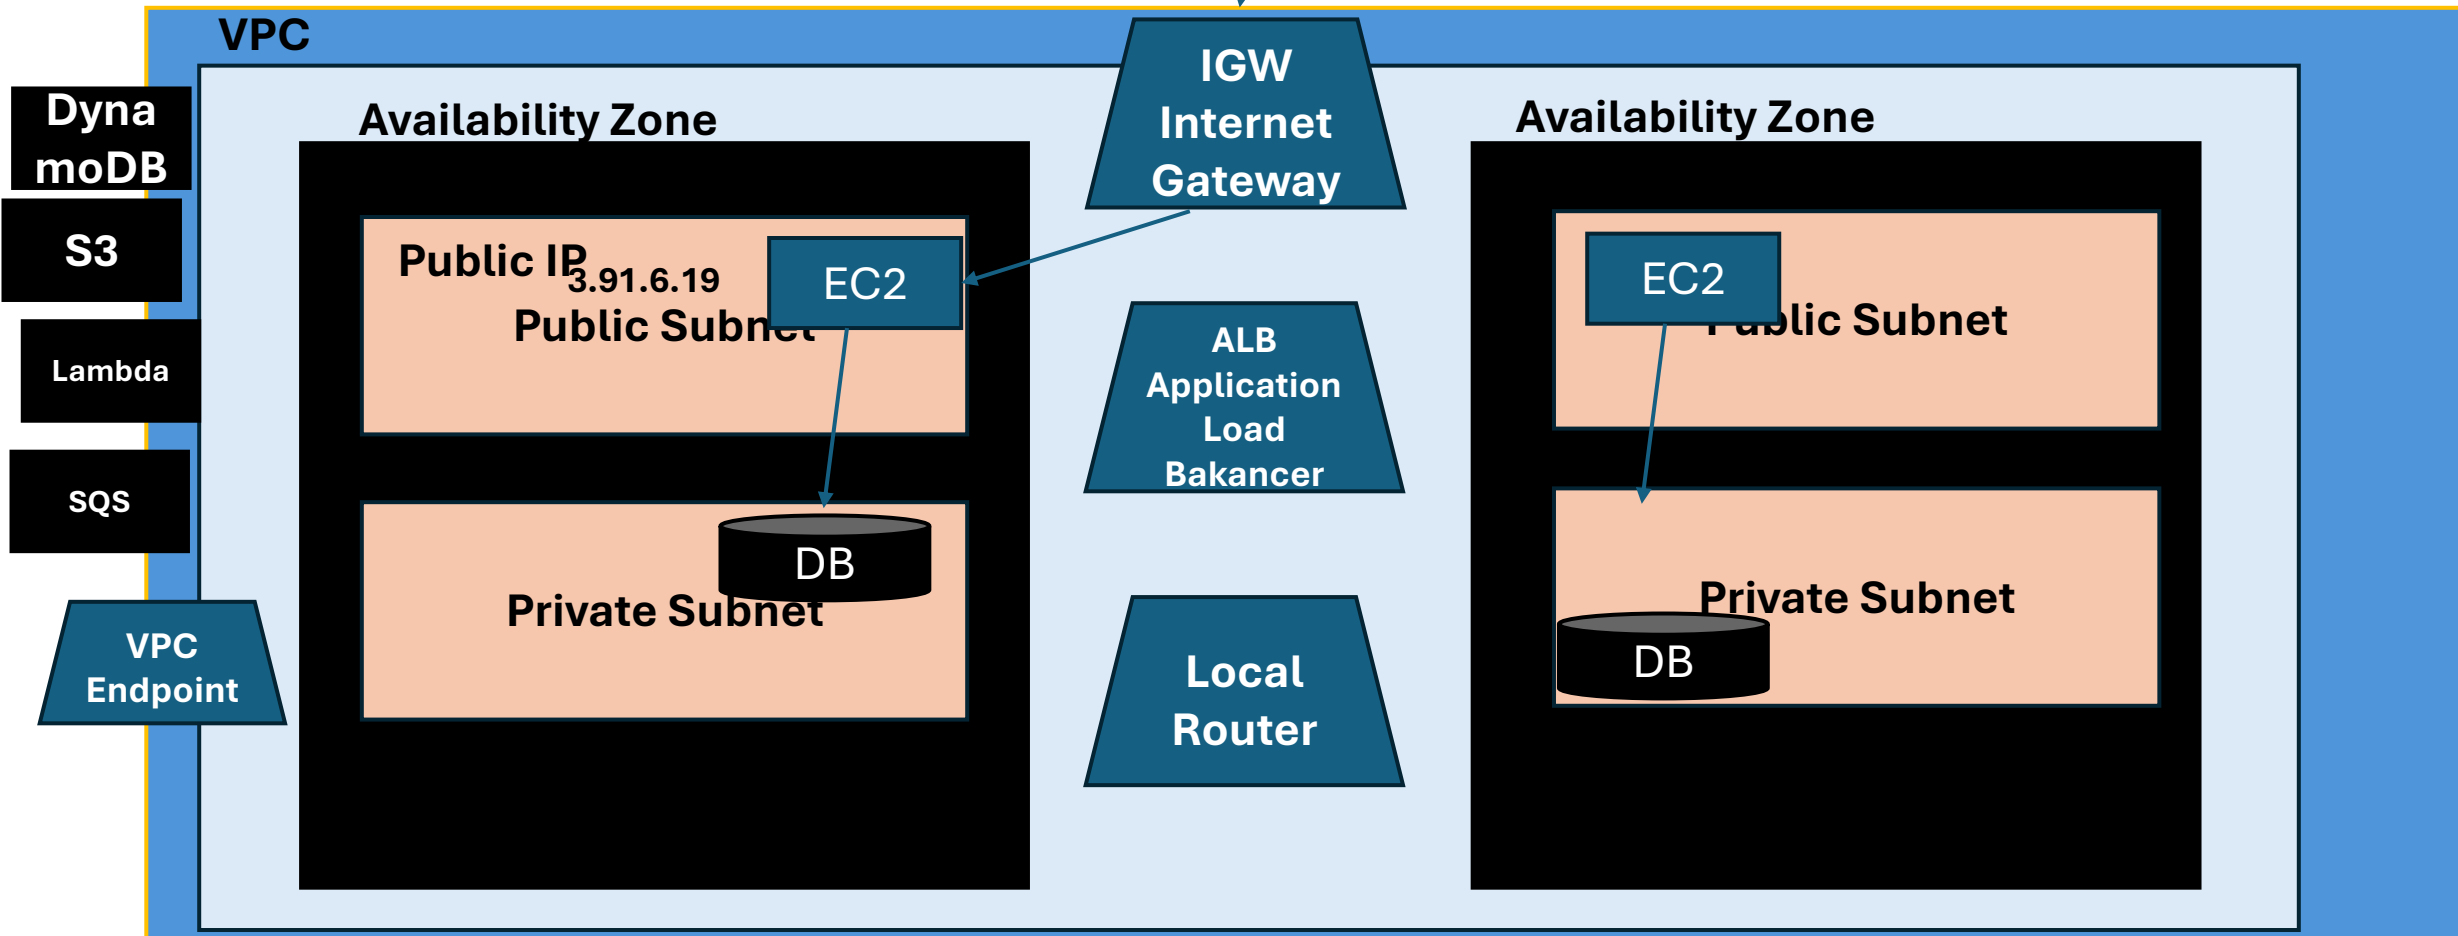 VPC
Dyna
moDB
S3
Lambda
SQS
VPC
Endpoint
Availability Zone
Public IP
3.91.6.19
EC2
Public Subnet
DB
Private Subnet
IGW
Internet
Gateway
ALB
Application
Load
Bakancer
Local
Router
Availability Zone
EC2
Public Subnet
Private Subnet
DB